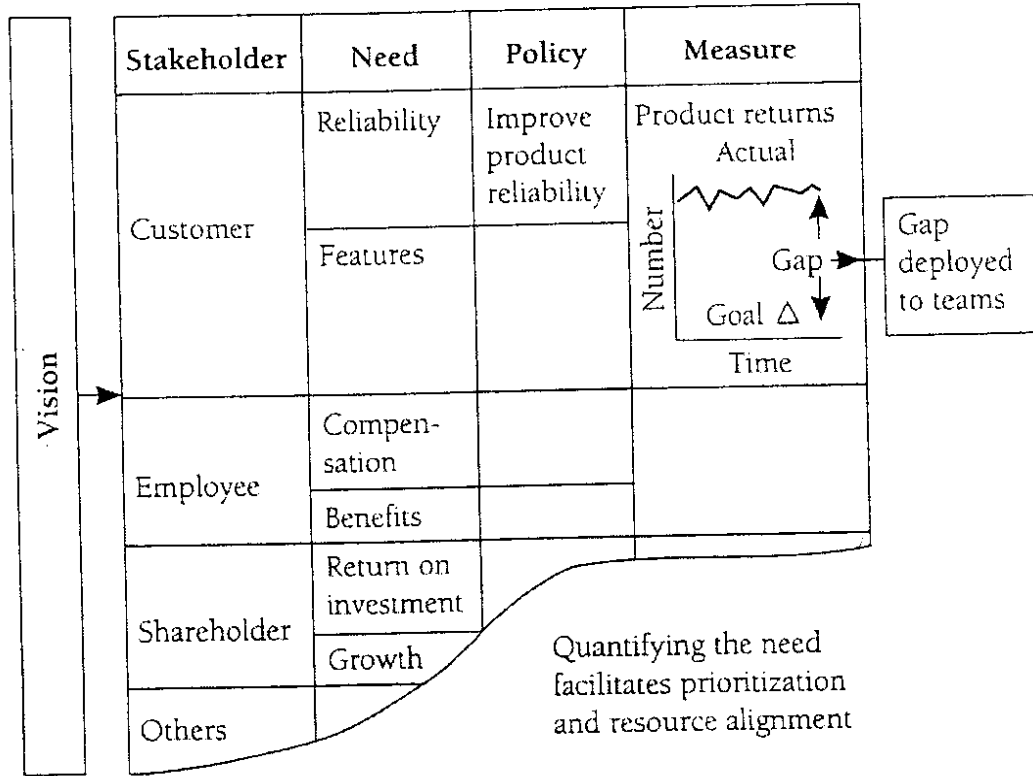 Vision
Stakeholder
Need
Policy
Measure
Customer
Reliability
Improve
product
reliability
Product returns
Actual
Number
Gap
Goal
Time
Gap
deployed
to teams
Features
Employee
Compen-
sation
Benefits
Shareholder
Return on
investment
Growth
Others
Quantifying the need
facilitates prioritization
and resource alignment